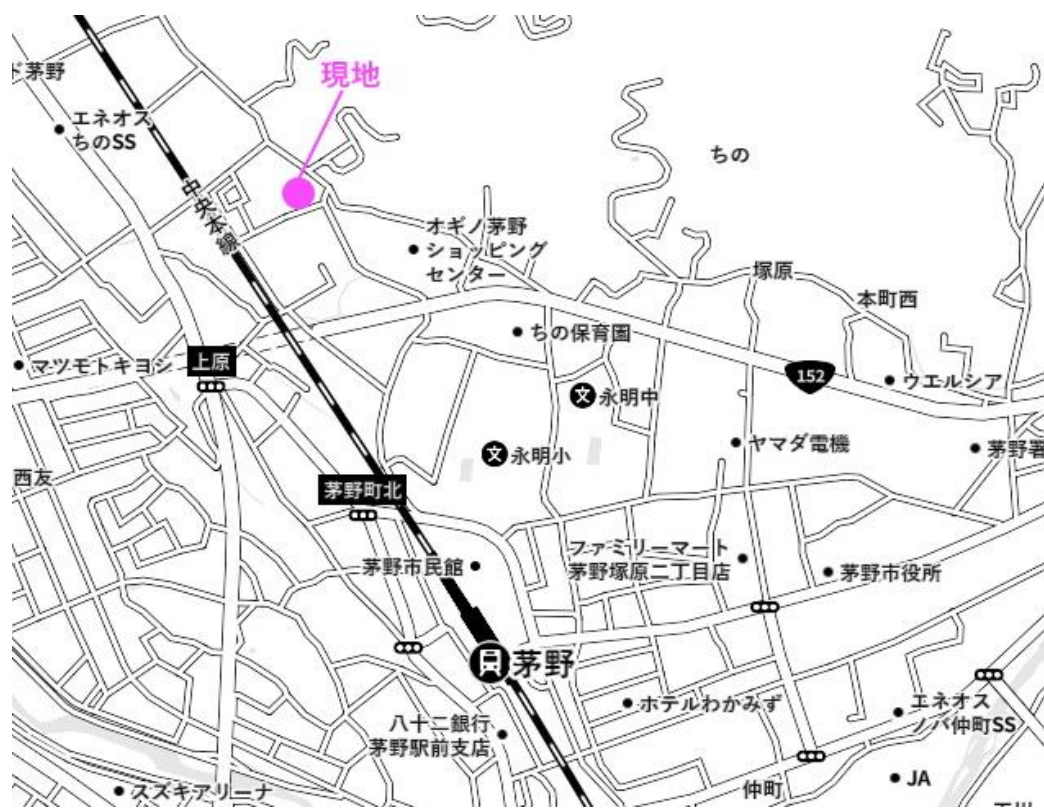 現地
ド茅野
エネオス
ちのSS
中央本線
ちの
オギノ茅野
ショッピング
センター
塚原
本町西
ちの保育園
マツモトキヨシ
上原
152
ウエルシア
文
永明中
ヤマダ電機
茅野署
文
永明小
西友
茅野町北
ファミリーマート
茅野塚原二丁目店
茅野市民館
茅野市役所
茅野
ホテルわかみず
エネオス
ノバ仲町SS
八十二銀行
茅野駅前支店
スズキアリーナ
仲町
JA